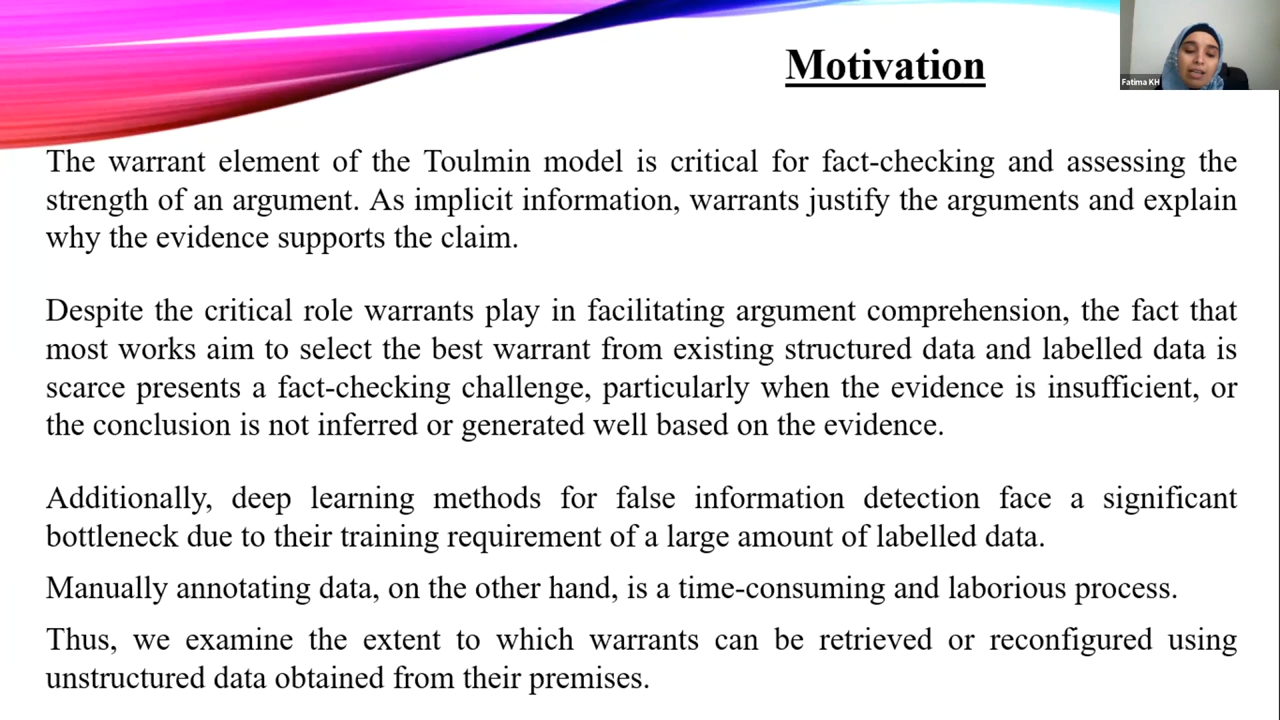 Motivation
Fatima KH
The warrant element of the Toulmin model is critical for fact-checking and assessing the
strength of an argument. As implicit information, warrants justify the arguments and explain
why the evidence supports the claim.
Despite the critical role warrants play in facilitating argument comprehension, the fact that
most works aim to select the best warrant from existing structured data and labelled data is
scarce presents a fact-checking challenge, particularly when the evidence is insufficient, or
the conclusion is not inferred or generated well based on the evidence.
Additionally, deep learning methods for false information detection face a significant
bottleneck due to their training requirement of a large amount of labelled data.
Manually annotating data, on the other hand, is a time-consuming and laborious process.
Thus, we examine the extent to which warrants can be retrieved or reconfigured using
unstructured data obtained from their premises.